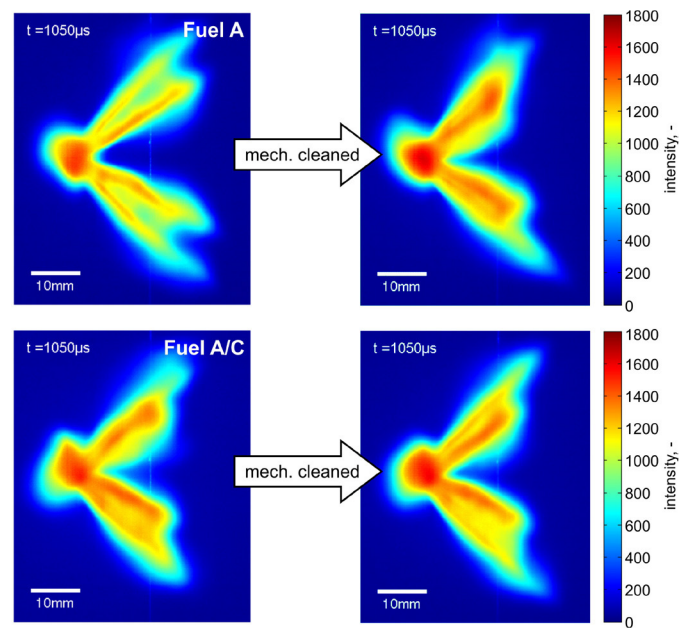 t =1050µs
Fuel A
10mm
mech. cleaned
t =1050µs
10mm
1800
1600
1400
1200
1000
800
600
400
200
0
intensity, -
t =1050µs
Fuel A/C
10mm
mech. cleaned
t =1050µs
10mm
1800
1600
1400
1200
1000
800
600
400
200
0
intensity, -